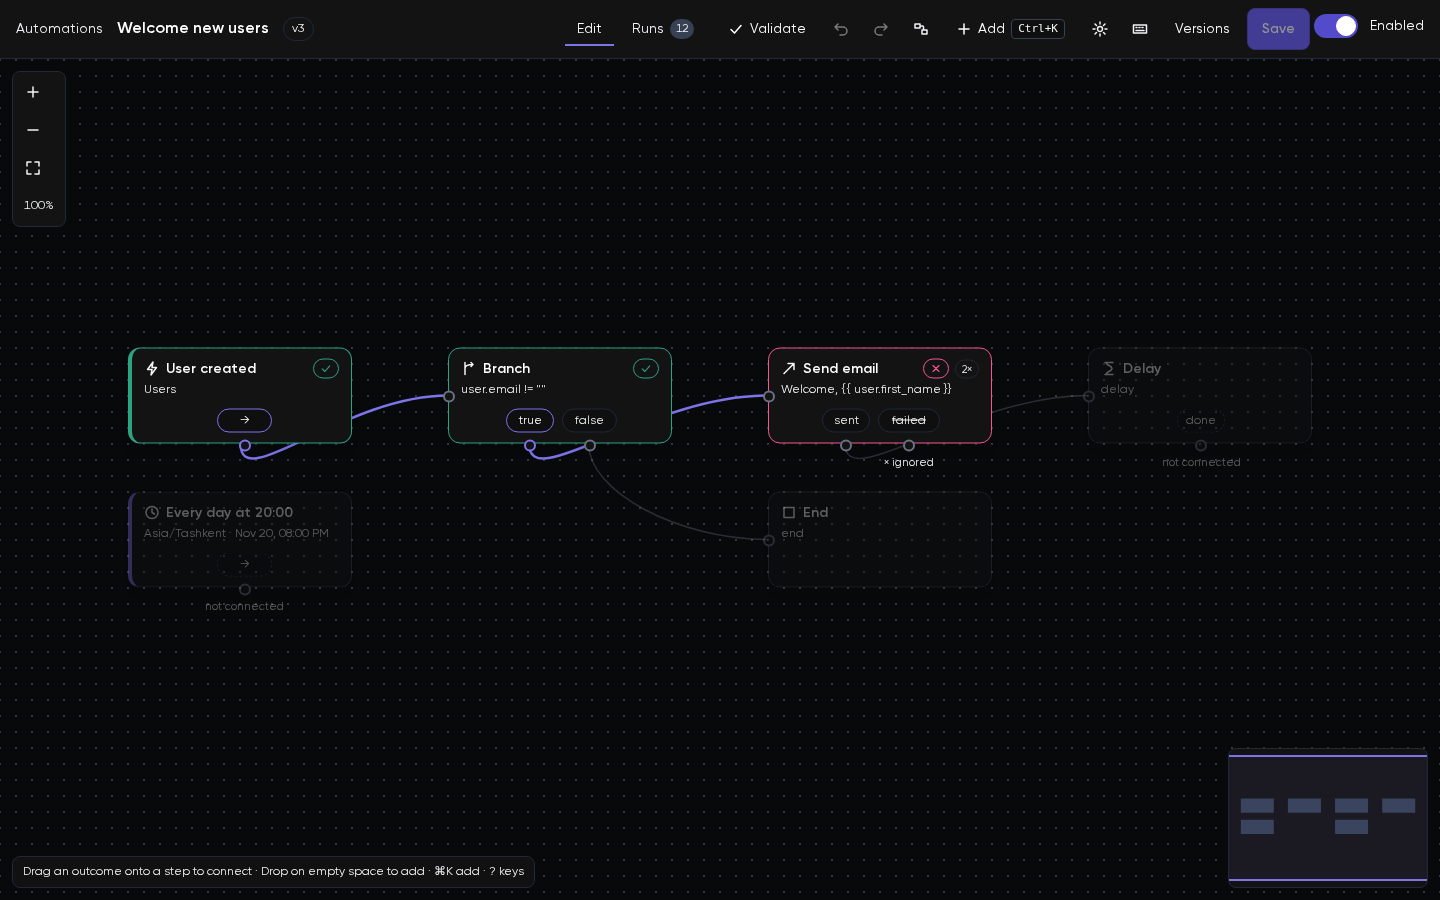 Automations Welcome new users v3 Edit Runs 12 Validate Add Ctrl+K Versions Save Enabled
100%
User created
Users
→
Branch
user.email != ""
true false
Send email 2×
Welcome, {{ user.first_name }}
sent failed
× ignored
Delay
delay
done
not connected
Every day at 20:00
Asia/Tashkent · Nov 20, 08:00 PM
→
not connected
End
end
Drag an outcome onto a step to connect · Drop on empty space to add · ⌘K add · ? keys